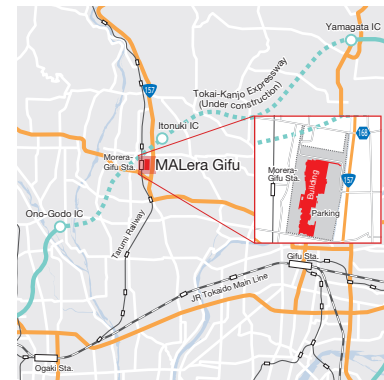 Yamagata IC
157
Tokai-Kanjo Expressway
(Under construction)
Itonuki IC
168
Morera-
Gifu Sta.
MALera Gifu
Morera-
Gifu Sta.
Building
157
Parking
Ono-Godo IC
Tarumi Railway
Gifu Sta.
JR Tokaido Main Line
Ogaki Sta.